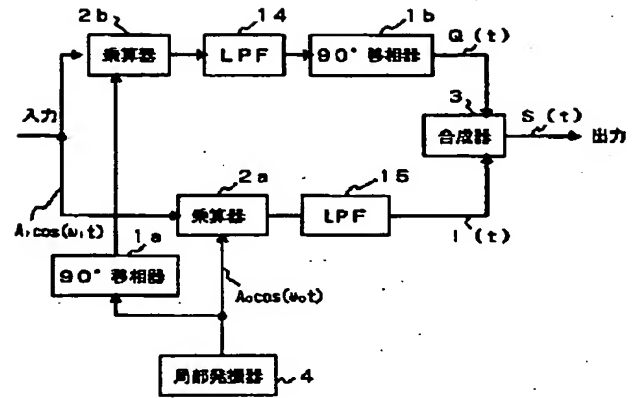 2b
14
1b
Q(t)
乗算器
LPF
90°移相器
3
S(t)
入力
合成器
出力
2a
15
乗算器
LPF
A₁cos(ω₁t)
1a
I(t)
90°移相器
A₀cos(ω₀t)
局部発振器
4